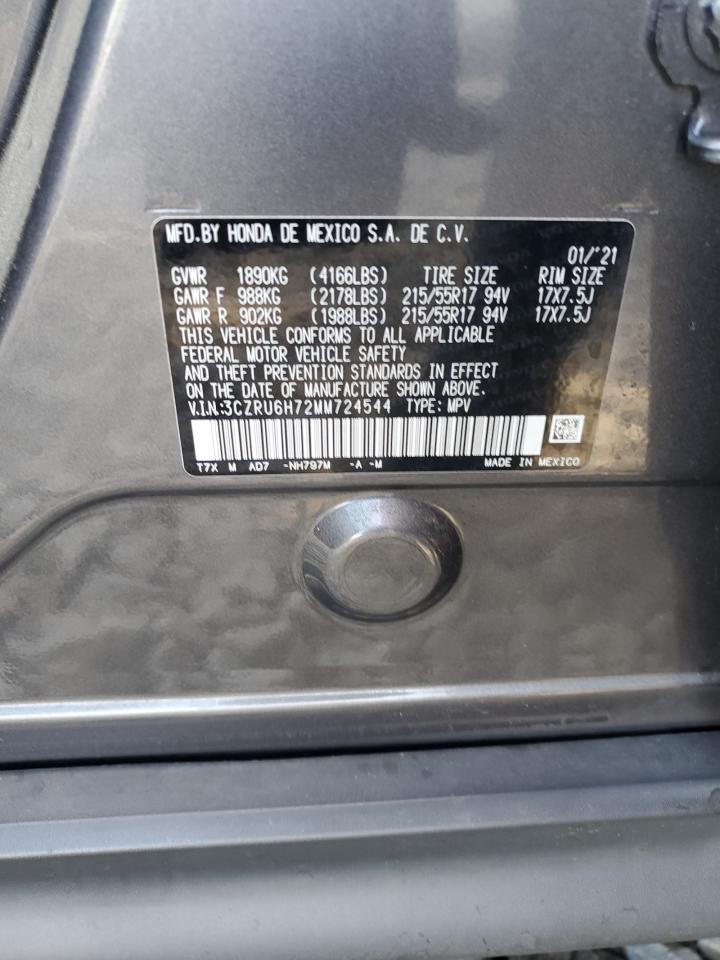 MFD.BY HONDA DE MEXICO S.A. DE C.V.
01/'21
GVWR 1890KG (4166LBS) TIRE SIZE RIM SIZE
GAWR F 988KG (2178LBS) 215/55R17 94V 17X7.5J
GAWR R 902KG (1988LBS) 215/55R17 94V 17X7.5J
THIS VEHICLE CONFORMS TO ALL APPLICABLE
FEDERAL MOTOR VEHICLE SAFETY
AND THEFT PREVENTION STANDARDS IN EFFECT
ON THE DATE OF MANUFACTURE SHOWN ABOVE.
V.I.N.:3CZRU6H72MM724544 TYPE: MPV
T7X M AD7 -NH797M -A -M MADE IN MEXICO